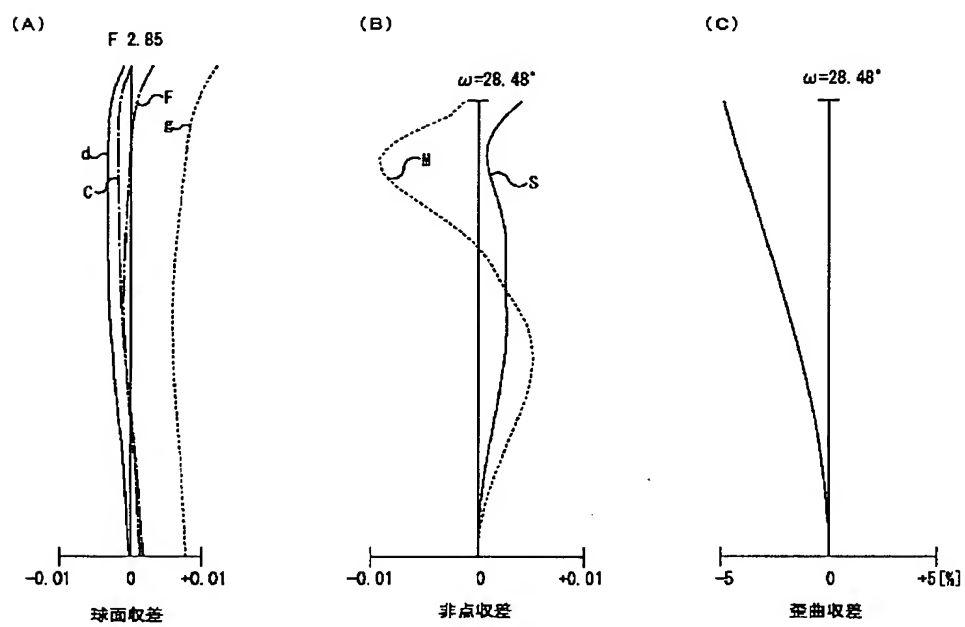 (A)
(B)
(C)
F 2.85
ω=28.48°
ω=28.48°
F
g
d
C
M
S
-0.01 0 +0.01
-0.01 0 +0.01
-5 0 +5[%]
球面収差
非点収差
歪曲収差